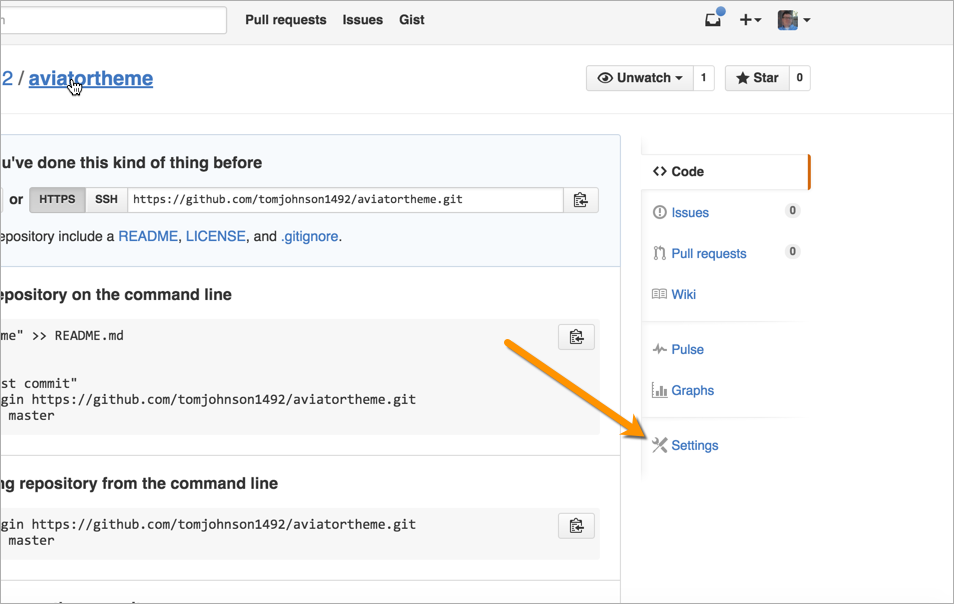 n Pull requests Issues Gist
2 / aviatortheme Unwatch 1 Star 0
u've done this kind of thing before
or HTTPS SSH https://github.com/tomjohnson1492/aviatortheme.git
epository include a README, LICENSE, and .gitignore.
epository on the command line
me" >> README.md
st commit"
gin https://github.com/tomjohnson1492/aviatortheme.git
master
ng repository from the command line
gin https://github.com/tomjohnson1492/aviatortheme.git
master
Code
Issues 0
Pull requests 0
Wiki
Pulse
Graphs
Settings